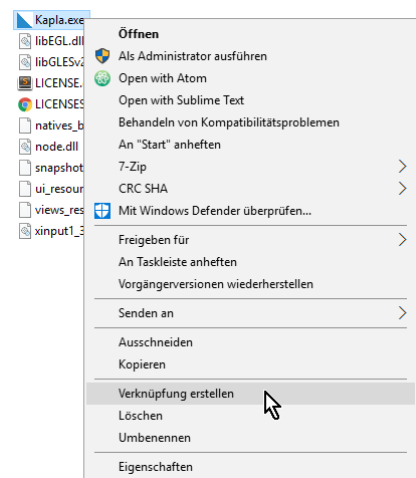 Kapla.exe
libEGL.dll
libGLESv2
LICENSE.
LICENSES
natives_b
node.dll
snapshot
ui_resour
views_res
xinput1_3
Öffnen
Als Administrator ausführen
Open with Atom
Open with Sublime Text
Behandeln von Kompatibilitätsproblemen
An "Start" anheften
7-Zip
CRC SHA
Mit Windows Defender überprüfen...
Freigeben für
An Taskleiste anheften
Vorgängerversionen wiederherstellen
Senden an
Ausschneiden
Kopieren
Verknüpfung erstellen
Löschen
Umbenennen
Eigenschaften